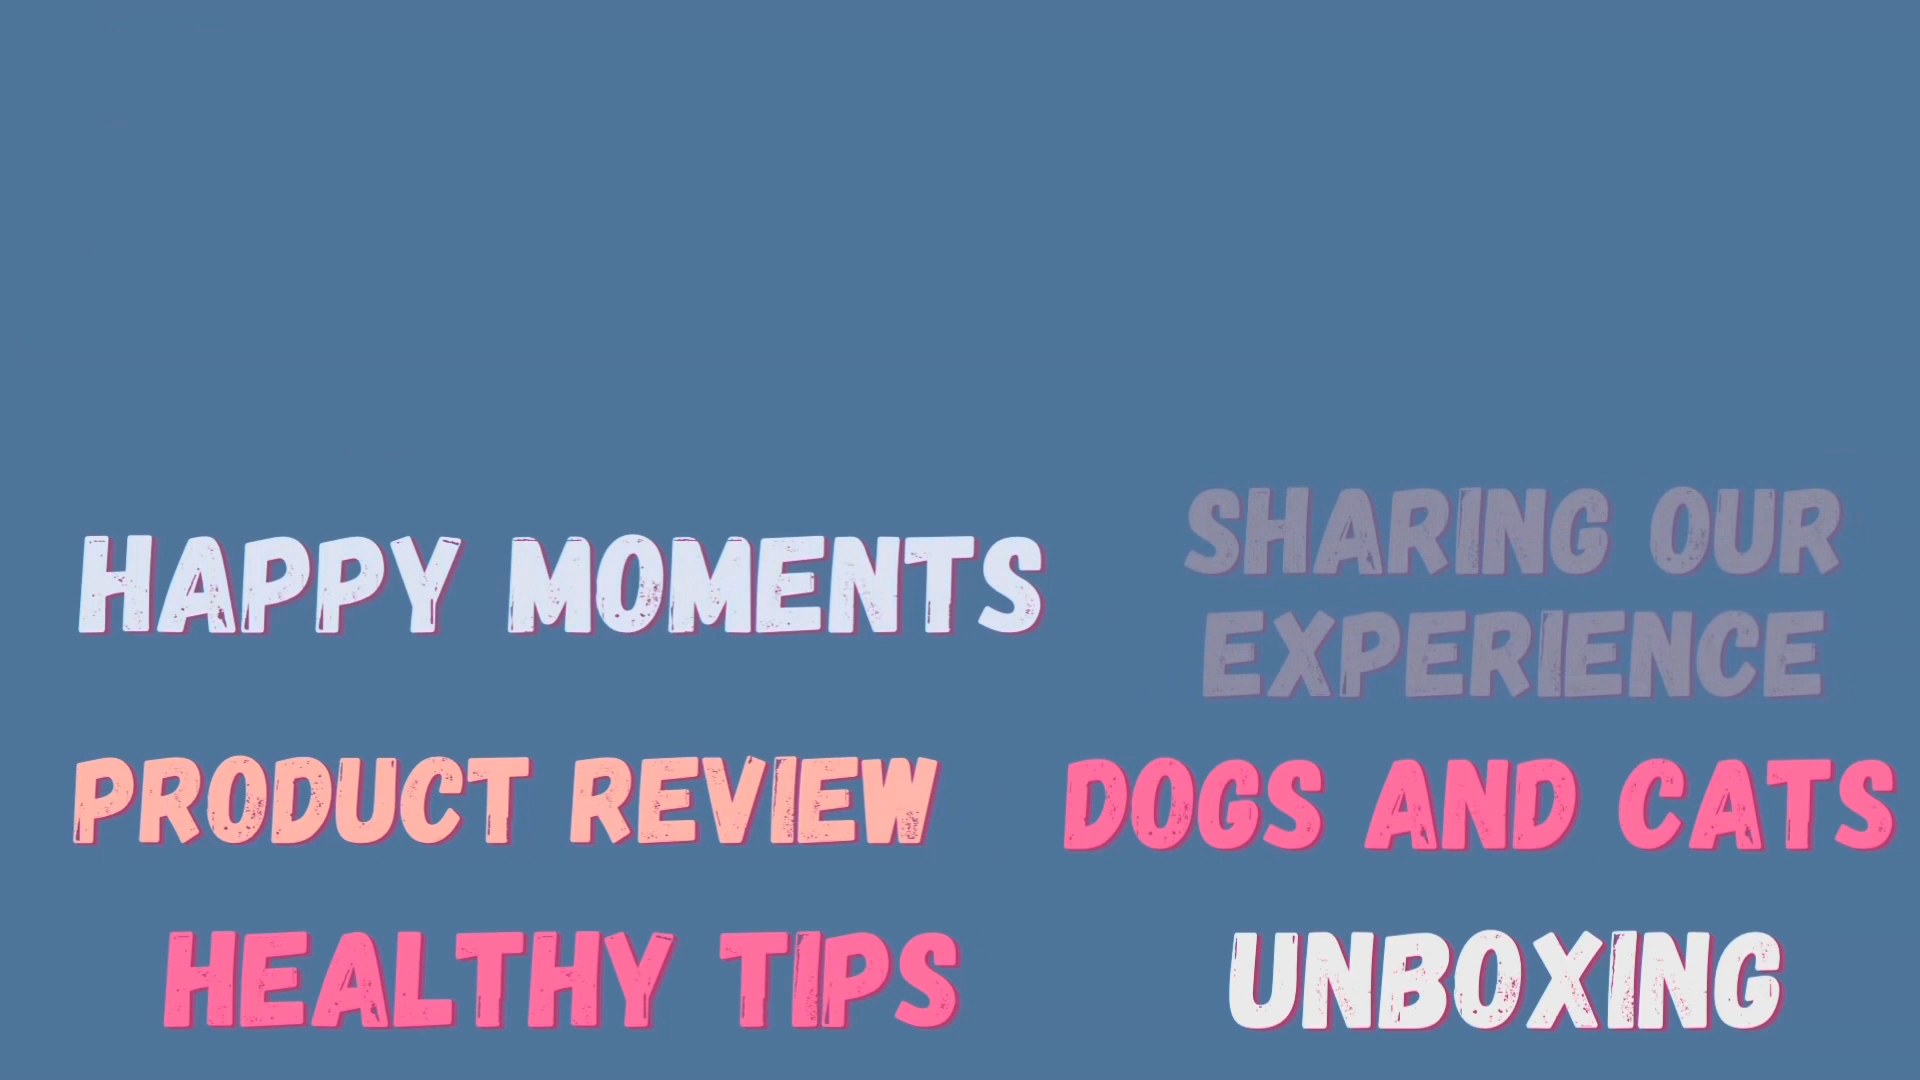 HAPPY MOMENTS
SHARING OUR
EXPERIENCE
PRODUCT REVIEW
DOGS AND CATS
HEALTHY TIPS
UNBOXING